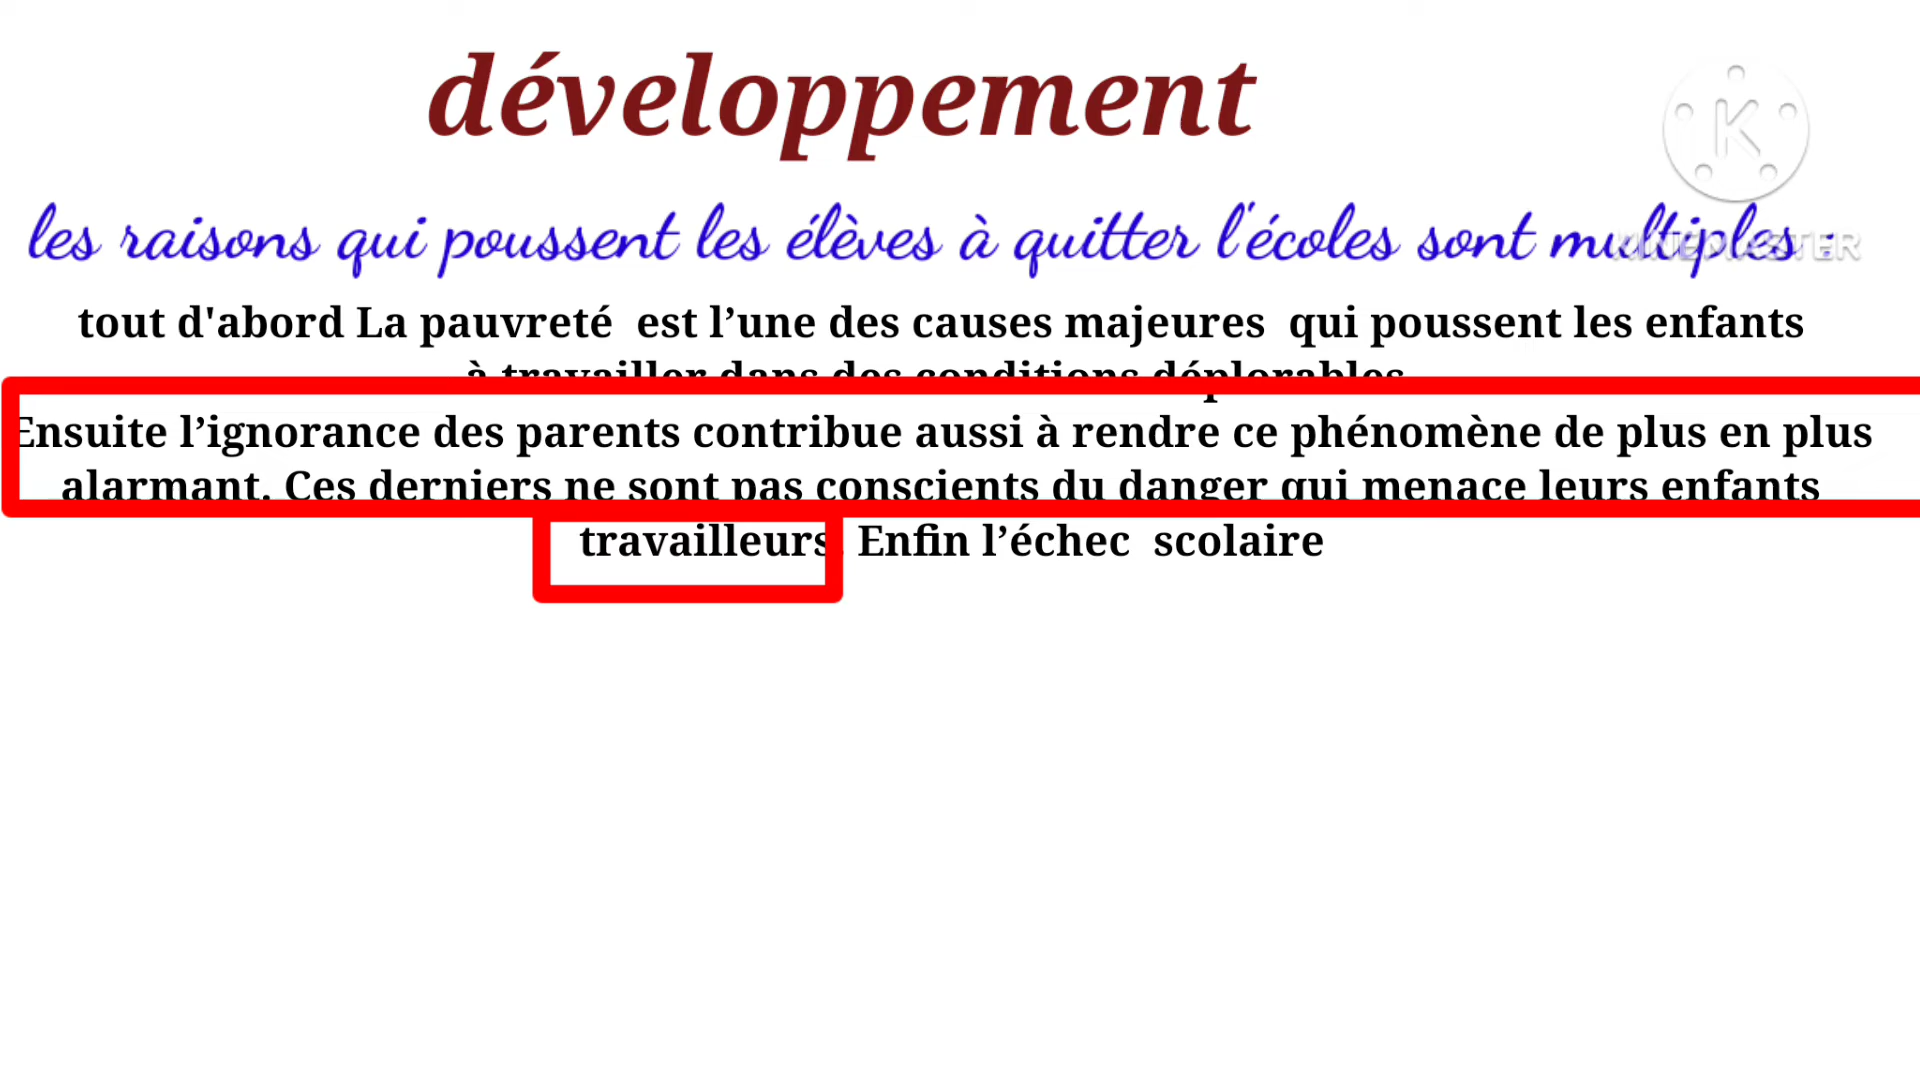 développement
les raisons qui poussent les élèves à quitter l'écoles sont multiples :
KINEMASTER
tout d'abord La pauvreté est l’une des causes majeures qui poussent les enfants
à travailler dans des conditions déplorables.
Ensuite l’ignorance des parents contribue aussi à rendre ce phénomène de plus en plus
alarmant. Ces derniers ne sont pas conscients du danger qui menace leurs enfants
travailleurs. Enfin l’échec scolaire